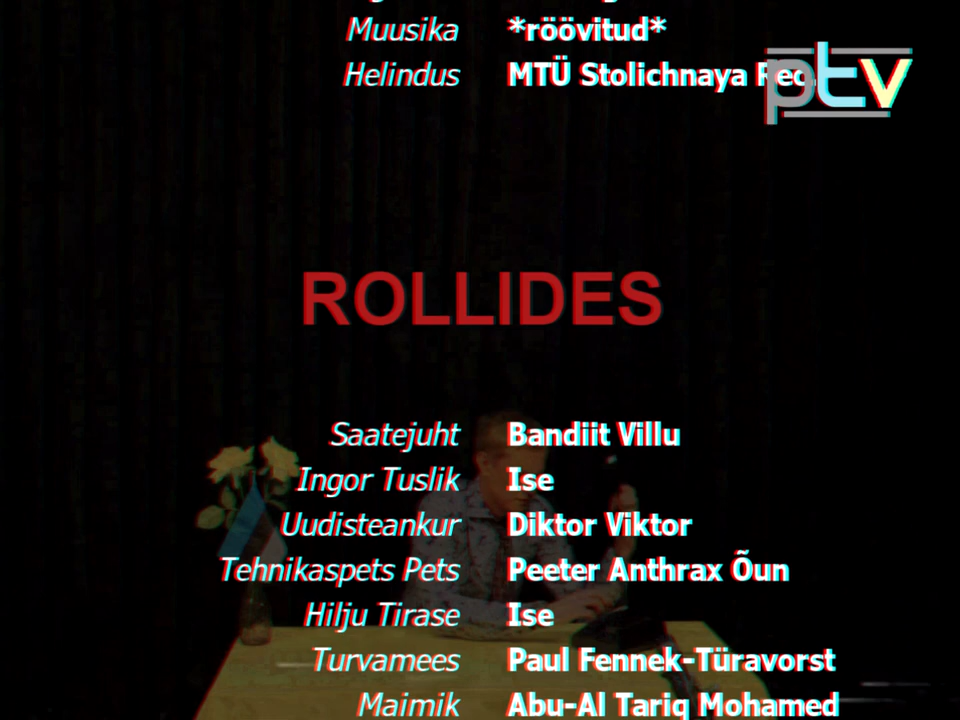 Muusika *röövitud*
Helindus MTÜ Stolichnaya Rec.
ptv
ROLLIDES
Saatejuht Bandiit Villu
Ingor Tuslik Ise
Uudisteankur Diktor Viktor
Tehnikaspets Pets Peeter Anthrax Õun
Hilju Tirase Ise
Turvamees Paul Fennek-Türavorst
Maimik Abu-Al Tariq Mohamed